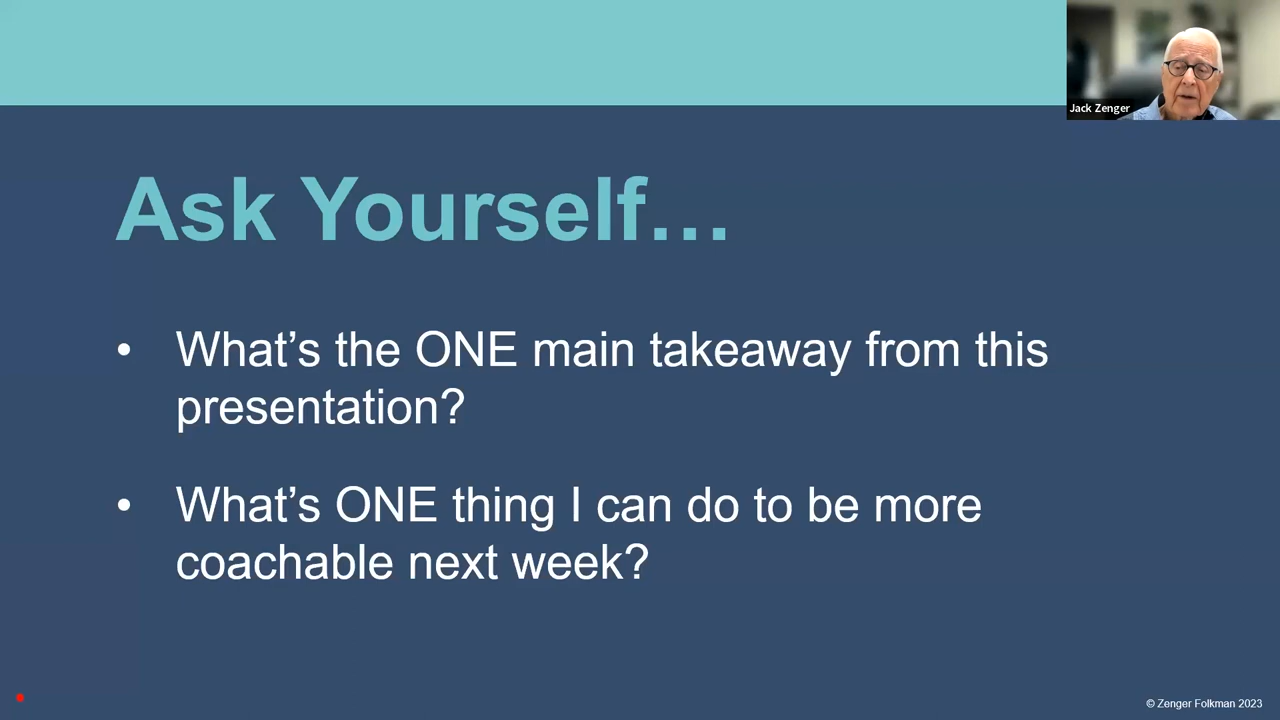 Jack Zenger
Ask Yourself…
• What’s the ONE main takeaway from this
presentation?
• What’s ONE thing I can do to be more
coachable next week?
© Zenger Folkman 2023